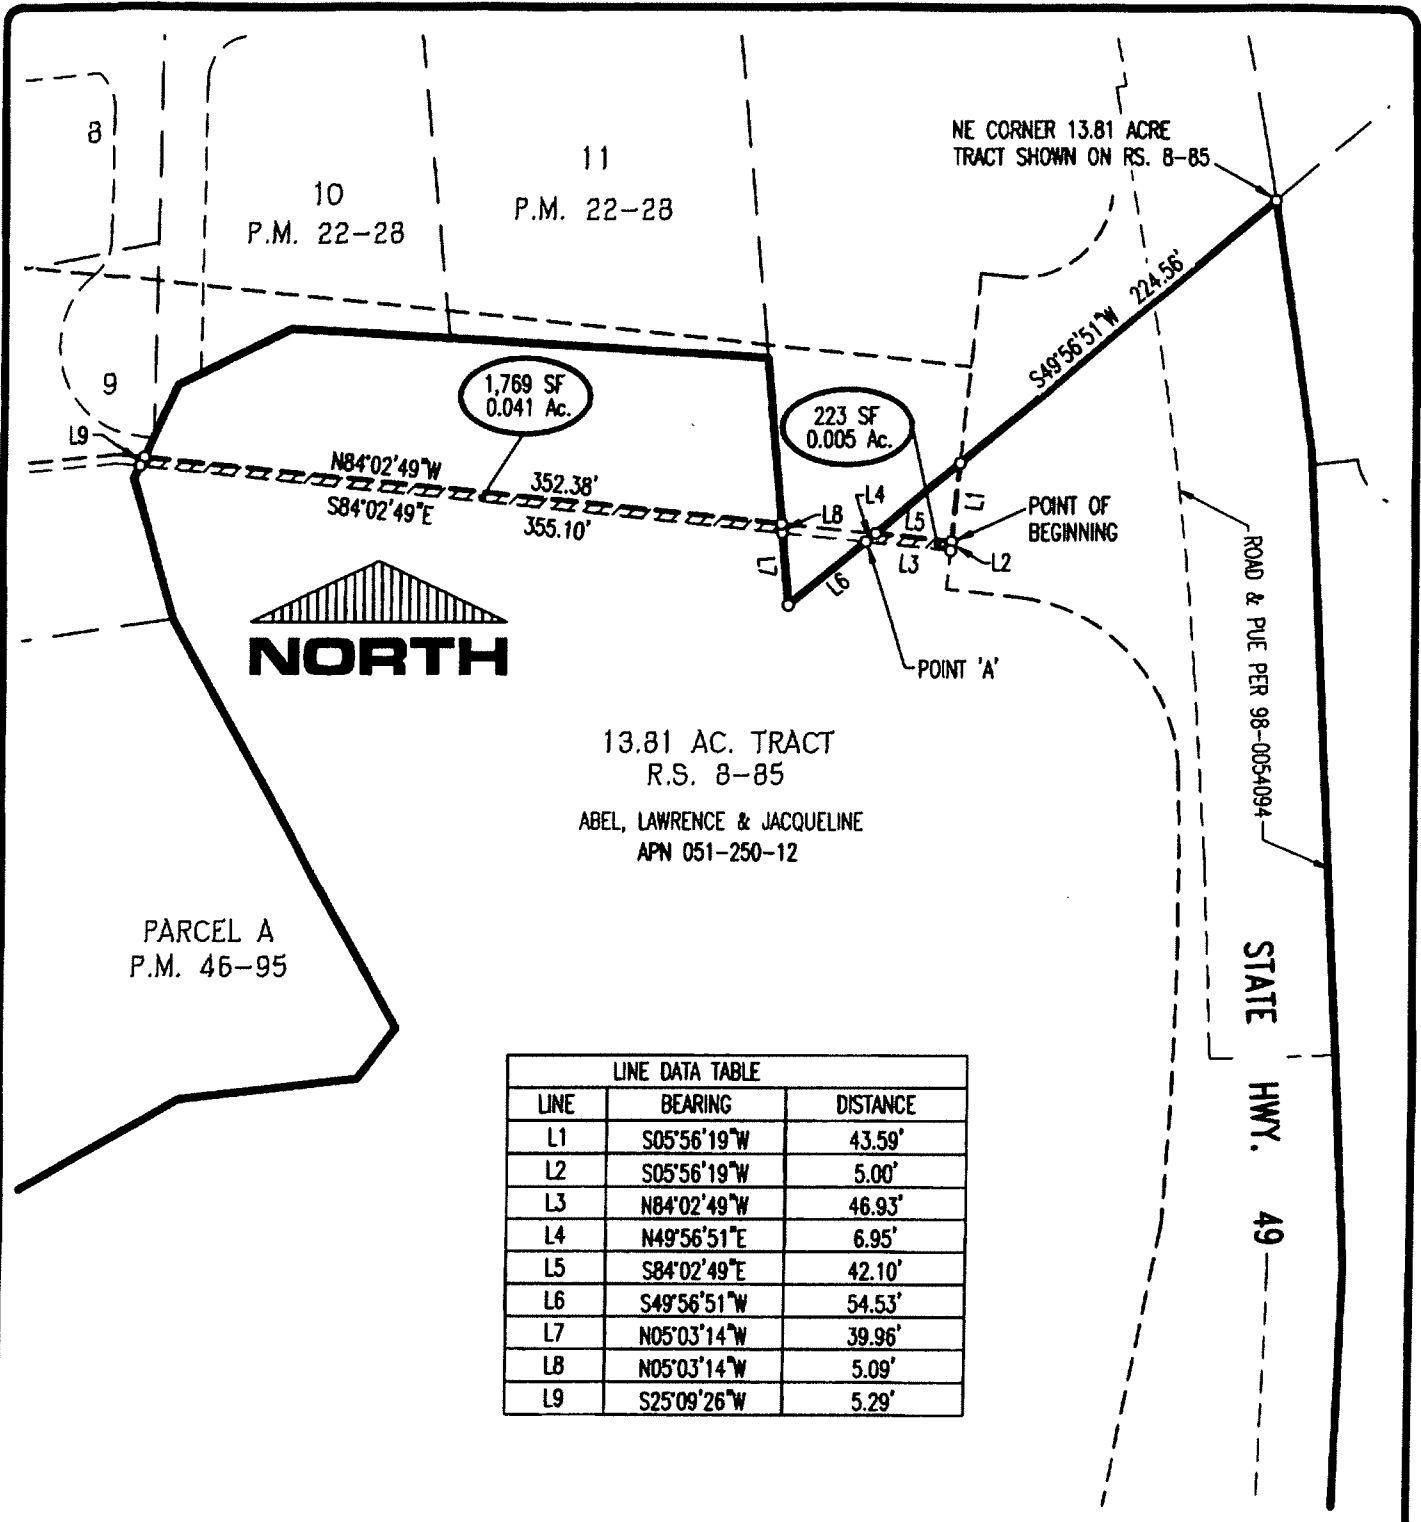 8
NE CORNER 13.81 ACRE
TRACT SHOWN ON RS. 8-85
11
P.M. 22-28
10
P.M. 22-28
S49°56'51"W 224.56'
9
1,769 SF
0.041 Ac.
223 SF
0.005 Ac.
L9
N84°02'49"W 352.38'
S84°02'49"E 355.10'
L8
L4
L5
L1
POINT OF
BEGINNING
L7
L6
L3
L2
NORTH
POINT 'A'
ROAD & PUE PER 98-0054094
13.81 AC. TRACT
R.S. 8-85
ABEL, LAWRENCE & JACQUELINE
APN 051-250-12
PARCEL A
P.M. 46-95
STATE HWY. 49
LINE DATA TABLE
LINE BEARING DISTANCE
L1 S05°56'19"W 43.59'
L2 S05°56'19"W 5.00'
L3 N84°02'49"W 46.93'
L4 N49°56'51"E 6.95'
L5 S84°02'49"E 42.10'
L6 S49°56'51"W 54.53'
L7 N05°03'14"W 39.96'
L8 N05°03'14"W 5.09'
L9 S25°09'26"W 5.29'